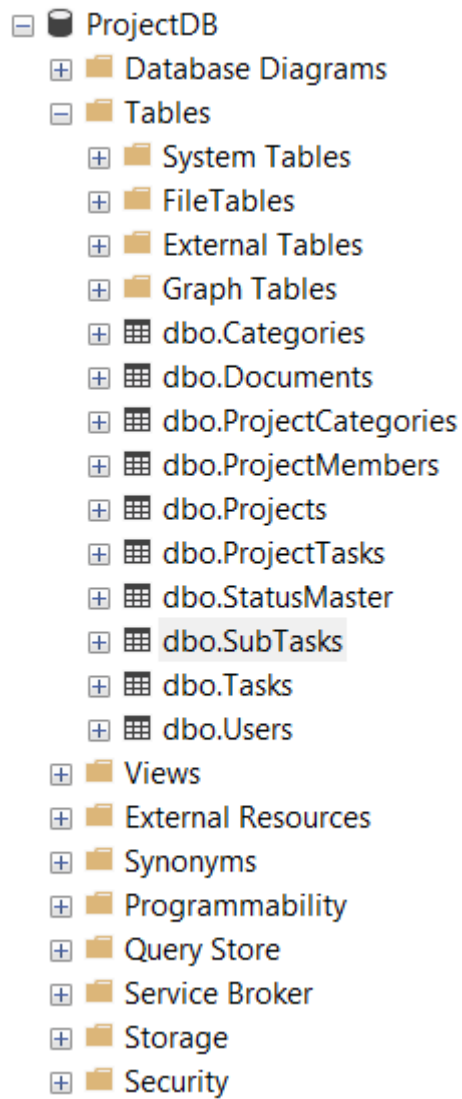 ProjectDB
Database Diagrams
Tables
System Tables
FileTables
External Tables
Graph Tables
dbo.Categories
dbo.Documents
dbo.ProjectCategories
dbo.ProjectMembers
dbo.Projects
dbo.ProjectTasks
dbo.StatusMaster
dbo.SubTasks
dbo.Tasks
dbo.Users
Views
External Resources
Synonyms
Programmability
Query Store
Service Broker
Storage
Security